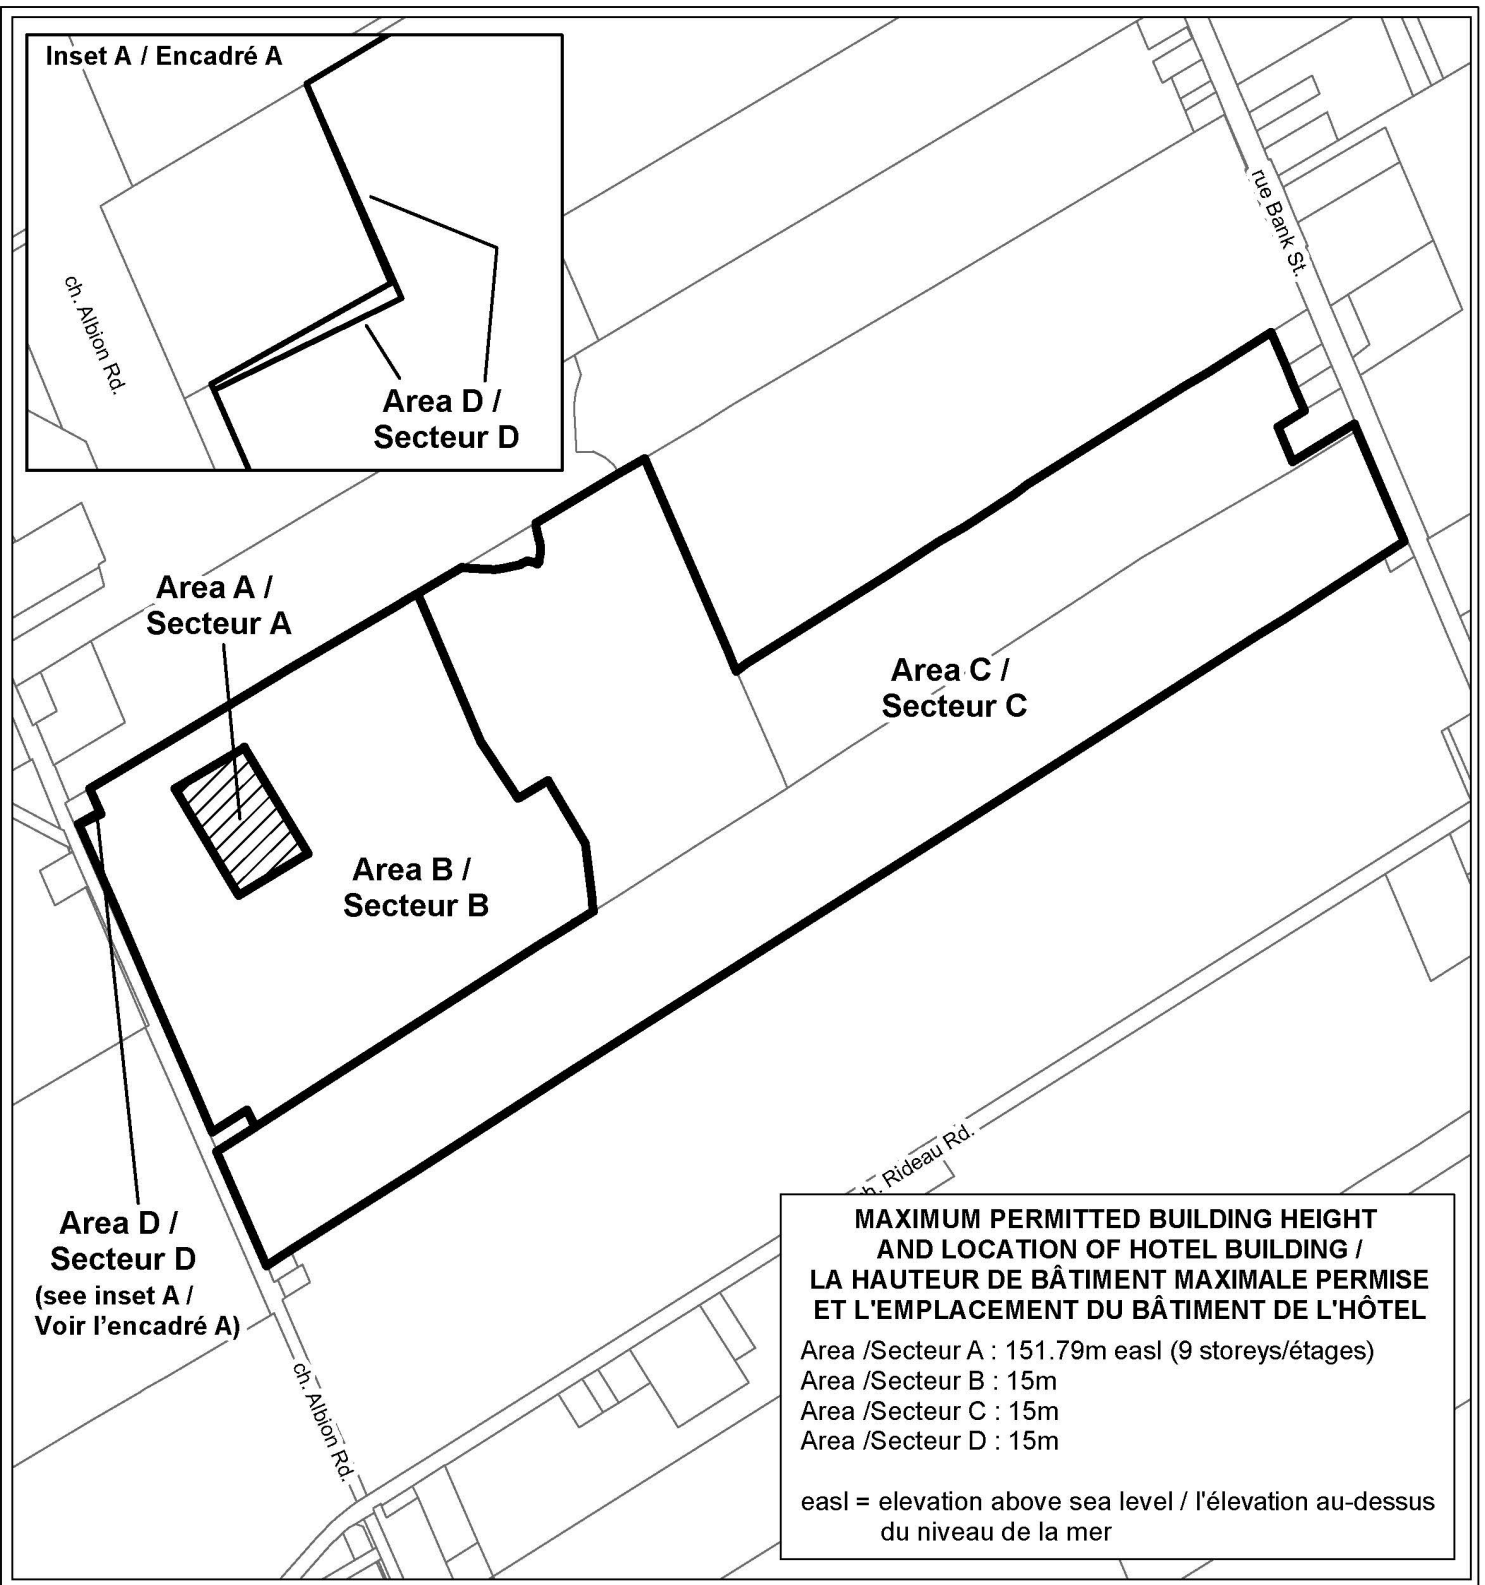 Inset A / Encadré A
ch. Albion Rd.
Area D /
Secteur D
rue Bank St.
Area A /
Secteur A
Area C /
Secteur C
Area B /
Secteur B
Area D /
Secteur D
(see inset A /
Voir l'encadré A)
ch. Albion Rd.
Rideau Rd.
MAXIMUM PERMITTED BUILDING HEIGHT
AND LOCATION OF HOTEL BUILDING /
LA HAUTEUR DE BÂTIMENT MAXIMALE PERMISE
ET L'EMPLACEMENT DU BÂTIMENT DE L'HÔTEL
Area /Secteur A : 151.79m easl (9 storeys/étages)
Area /Secteur B : 15m
Area /Secteur C : 15m
Area /Secteur D : 15m
easl = elevation above sea level / l'élevation au-dessus
du niveau de la mer